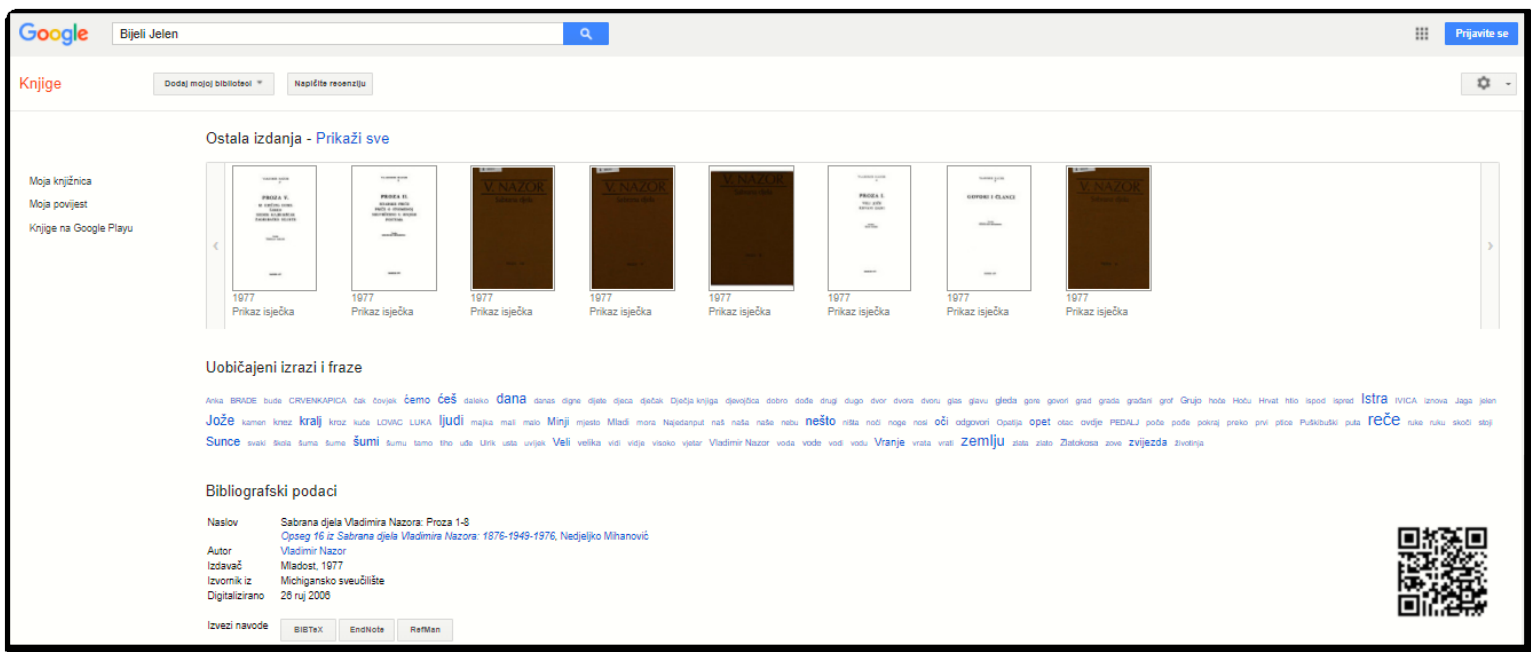 Google
Bijeli Jelen
Prijavite se
Knjige
Dodaj mojoj biblioteci
Napišite recenziju
Ostala izdanja - Prikaži sve
Moja knjižnica
Moja povijest
Knjige na Google Playu
PROZA V.
PROZA II.
V. NAZOR
V. NAZOR
V. NAZOR
PROZA I.
GOVORI I ČLANCI
V. NAZOR
1977 1977 1977 1977 1977 1977 1977 1977
Prikaz isječka Prikaz isječka Prikaz isječka Prikaz isječka Prikaz isječka Prikaz isječka Prikaz isječka Prikaz isječka
Uobičajeni izrazi i fraze
Anka BRADE bude CRVENKAPICA čak čovjek ćemo ćeš daleko dana danas digne dijete djeca dječak Dječja knjiga djevojčica dobro dođe drugi dugo dvor dvora dvoru glas glavu gleda gore govori grad grada građani grof Grujo hoće Hoću Hrvat htio ispod ispred Istra IVICA iznova Jaga jelen
Jože kamen knez kralj kroz kuće LOVAC LUKA ljudi majka mali malo Minji mjesto Mladi mora Najedanput naš naša naše nebu nešto ništa noći noge nosi oči odgovori Opatija opet otac ovdje PEDALJ poče pođe pokraj preko prvi ptice Puškibuški puta reče ruke ruku skoči stoji
Sunce svaki škola šuma šume šumi šumu tamo tiho uđe Ulrik usta uvijek Veli velika vidi vidje visoko vjetar Vladimir Nazor voda vode vodi vodu Vranje vrata vrati zemlju zlata zlato Zlatokosa zove zvijezda životinja
Bibliografski podaci
Naslov Sabrana djela Vladimira Nazora: Proza 1-8
Opseg 16 iz Sabrana djela Vladimira Nazora: 1876-1949-1976, Nedjeljko Mihanović
Autor Vladimir Nazor
Izdavač Mladost, 1977
Izvornik iz Michigansko sveučilište
Digitalizirano 26 ruj 2006
Izvezi navode BiBTeX EndNote RefMan